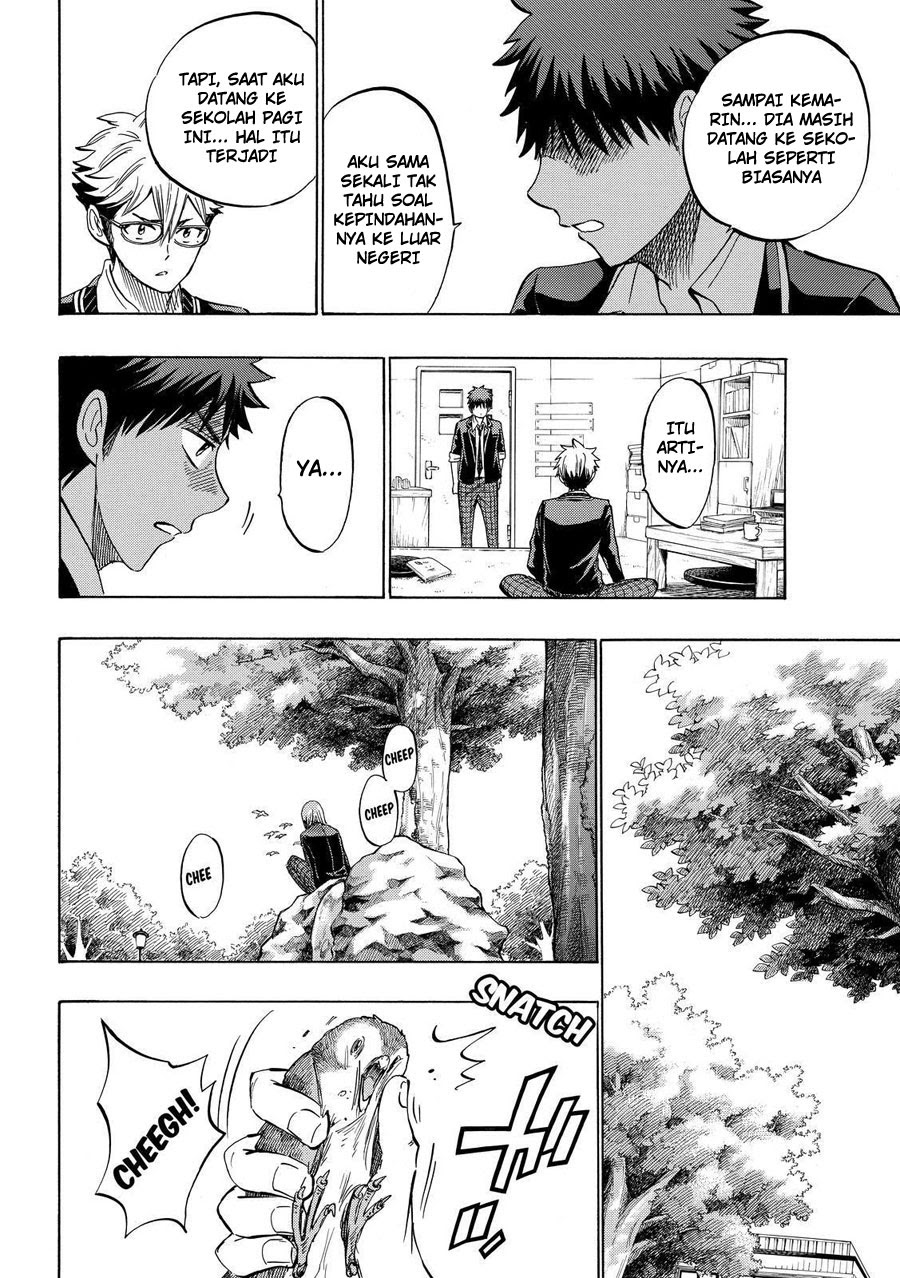 SAMPAI KEMA-
RIN... DIA MASIH
DATANG KE SEKO-
LAH SEPERTI
BIASANYA
AKU SAMA
SEKALI TAK
TAHU SOAL
KEPINDAHAN-
NYA KE LUAR
NEGERI
TAPI, SAAT AKU
DATANG KE
SEKOLAH PAGI
INI... HAL ITU
TERJADI
ITU
ARTI-
NYA...
YA...
CHEEP
CHEEP
CHEE
SNATCH
ガッ
CHEEGH!